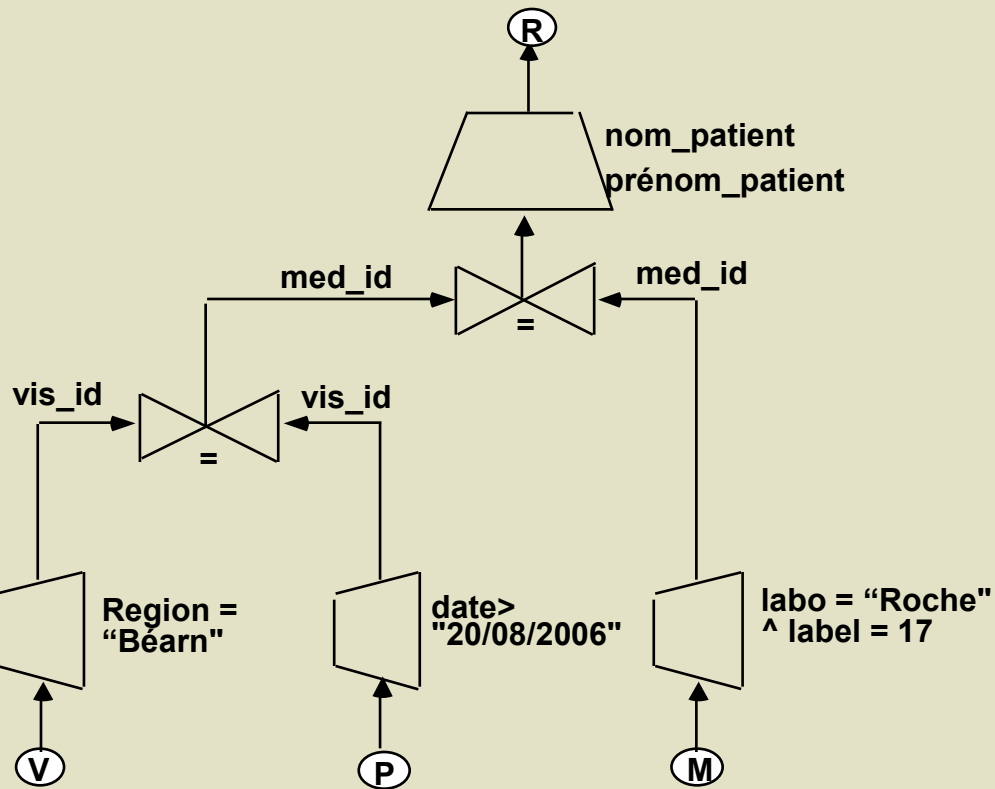 R
nom_patient
prénom_patient
med_id
med_id
=
vis_id
vis_id
=
Region =
“Béarn"
date>
"20/08/2006"
labo = “Roche"
^ label = 17
V
P
M